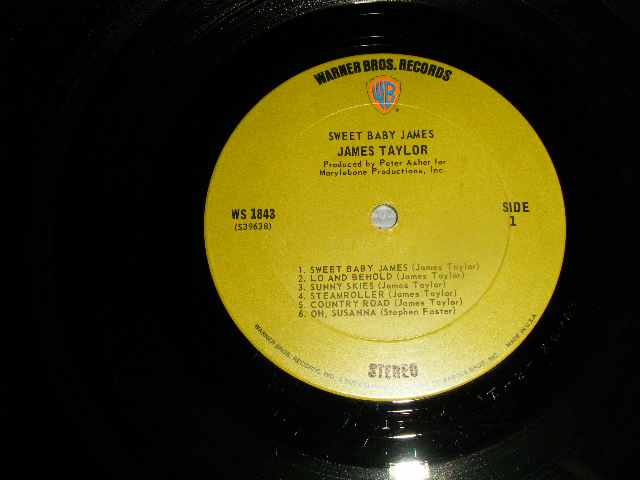 WARNER BROS. RECORDS
WB
SWEET BABY JAMES
JAMES TAYLOR
Produced by Peter Asher for
Marylebone Productions, Inc.
WS 1843
(S39638)
SIDE
1
1. SWEET BABY JAMES (James Taylor)
2. LO AND BEHOLD (James Taylor)
3. SUNNY SKIES (James Taylor)
4. STEAMROLLER (James Taylor)
5. COUNTRY ROAD (James Taylor)
6. OH, SUSANNA (Stephen Foster)
STEREO
WARNER BROS. RECORDS, INC. A WARNER BROS. INC. MADE IN U.S.A.